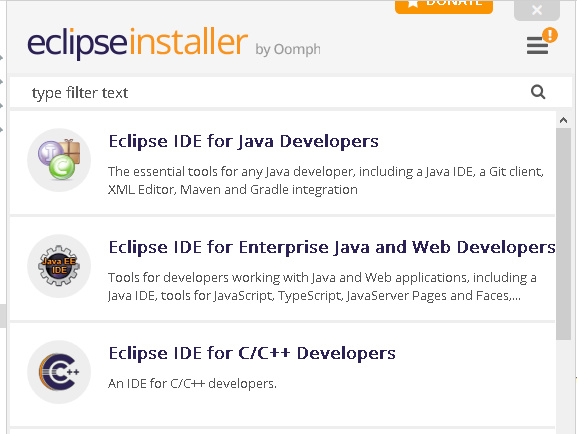 DONATE
eclipseinstaller by Oomph
type filter text
Eclipse IDE for Java Developers
The essential tools for any Java developer, including a Java IDE, a Git client,
XML Editor, Maven and Gradle integration
Java EE
IDE
Eclipse IDE for Enterprise Java and Web Developers
Tools for developers working with Java and Web applications, including a
Java IDE, tools for JavaScript, TypeScript, JavaServer Pages and Faces,...
C++
Eclipse IDE for C/C++ Developers
An IDE for C/C++ developers.